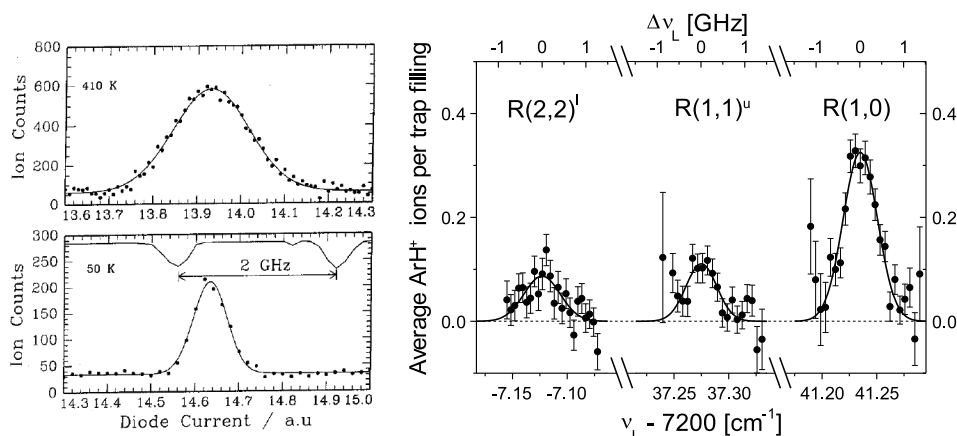 800
600
400
200
0
Ion Counts
410 K
13.6 13.7 13.8 13.9 14.0 14.1 14.2 14.3
300
250
200
150
100
50
0
Ion Counts
50 K
2 GHz
14.3 14.4 14.5 14.6 14.7 14.8 14.9 15.0
Diode Current / a.u
Δν_L [GHz]
-1 0 1 -1 0 1 -1 0 1
R(2,2)^l R(1,1)^u R(1,0)
Average ArH⁺ ions per trap filling
0.4
0.2
0.0
0.4
0.2
0.0
-7.15 -7.10 37.25 37.30 41.20 41.25
ν_L - 7200 [cm⁻¹]